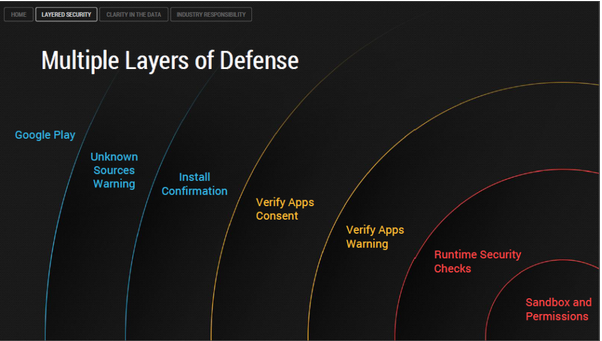 HOME
LAYERED SECURITY
CLARITY IN THE DATA
INDUSTRY RESPONSIBILITY
Multiple Layers of Defense
Google Play
Unknown
Sources
Warning
Install
Confirmation
Verify Apps
Consent
Verify Apps
Warning
Runtime Security
Checks
Sandbox and
Permissions